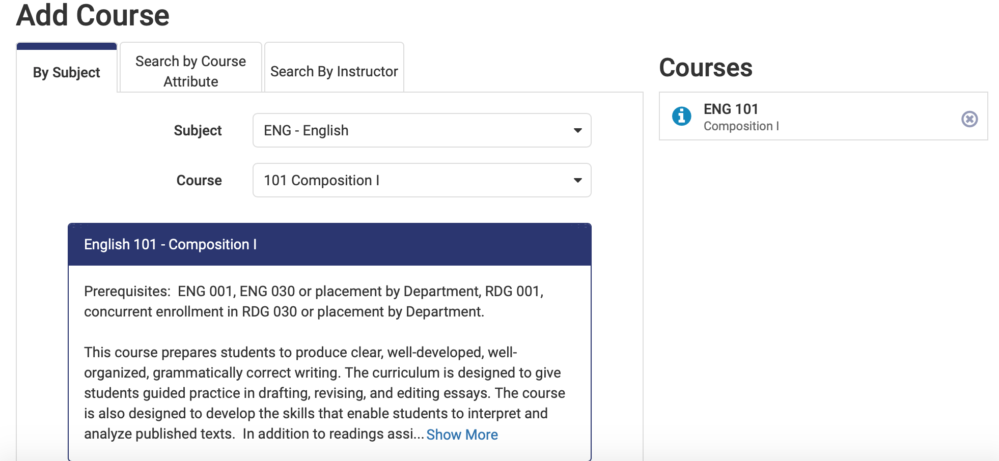 Add Course
By Subject
Search by Course
Attribute
Search By Instructor
Subject
ENG - English
Course
101 Composition I
English 101 - Composition I
Prerequisites:  ENG 001, ENG 030 or placement by Department, RDG 001,
concurrent enrollment in RDG 030 or placement by Department.
This course prepares students to produce clear, well-developed, well-
organized, grammatically correct writing. The curriculum is designed to give
students guided practice in drafting, revising, and editing essays. The course
is also designed to develop the skills that enable students to interpret and
analyze published texts.  In addition to readings assi... Show More
Courses
ENG 101
Composition I